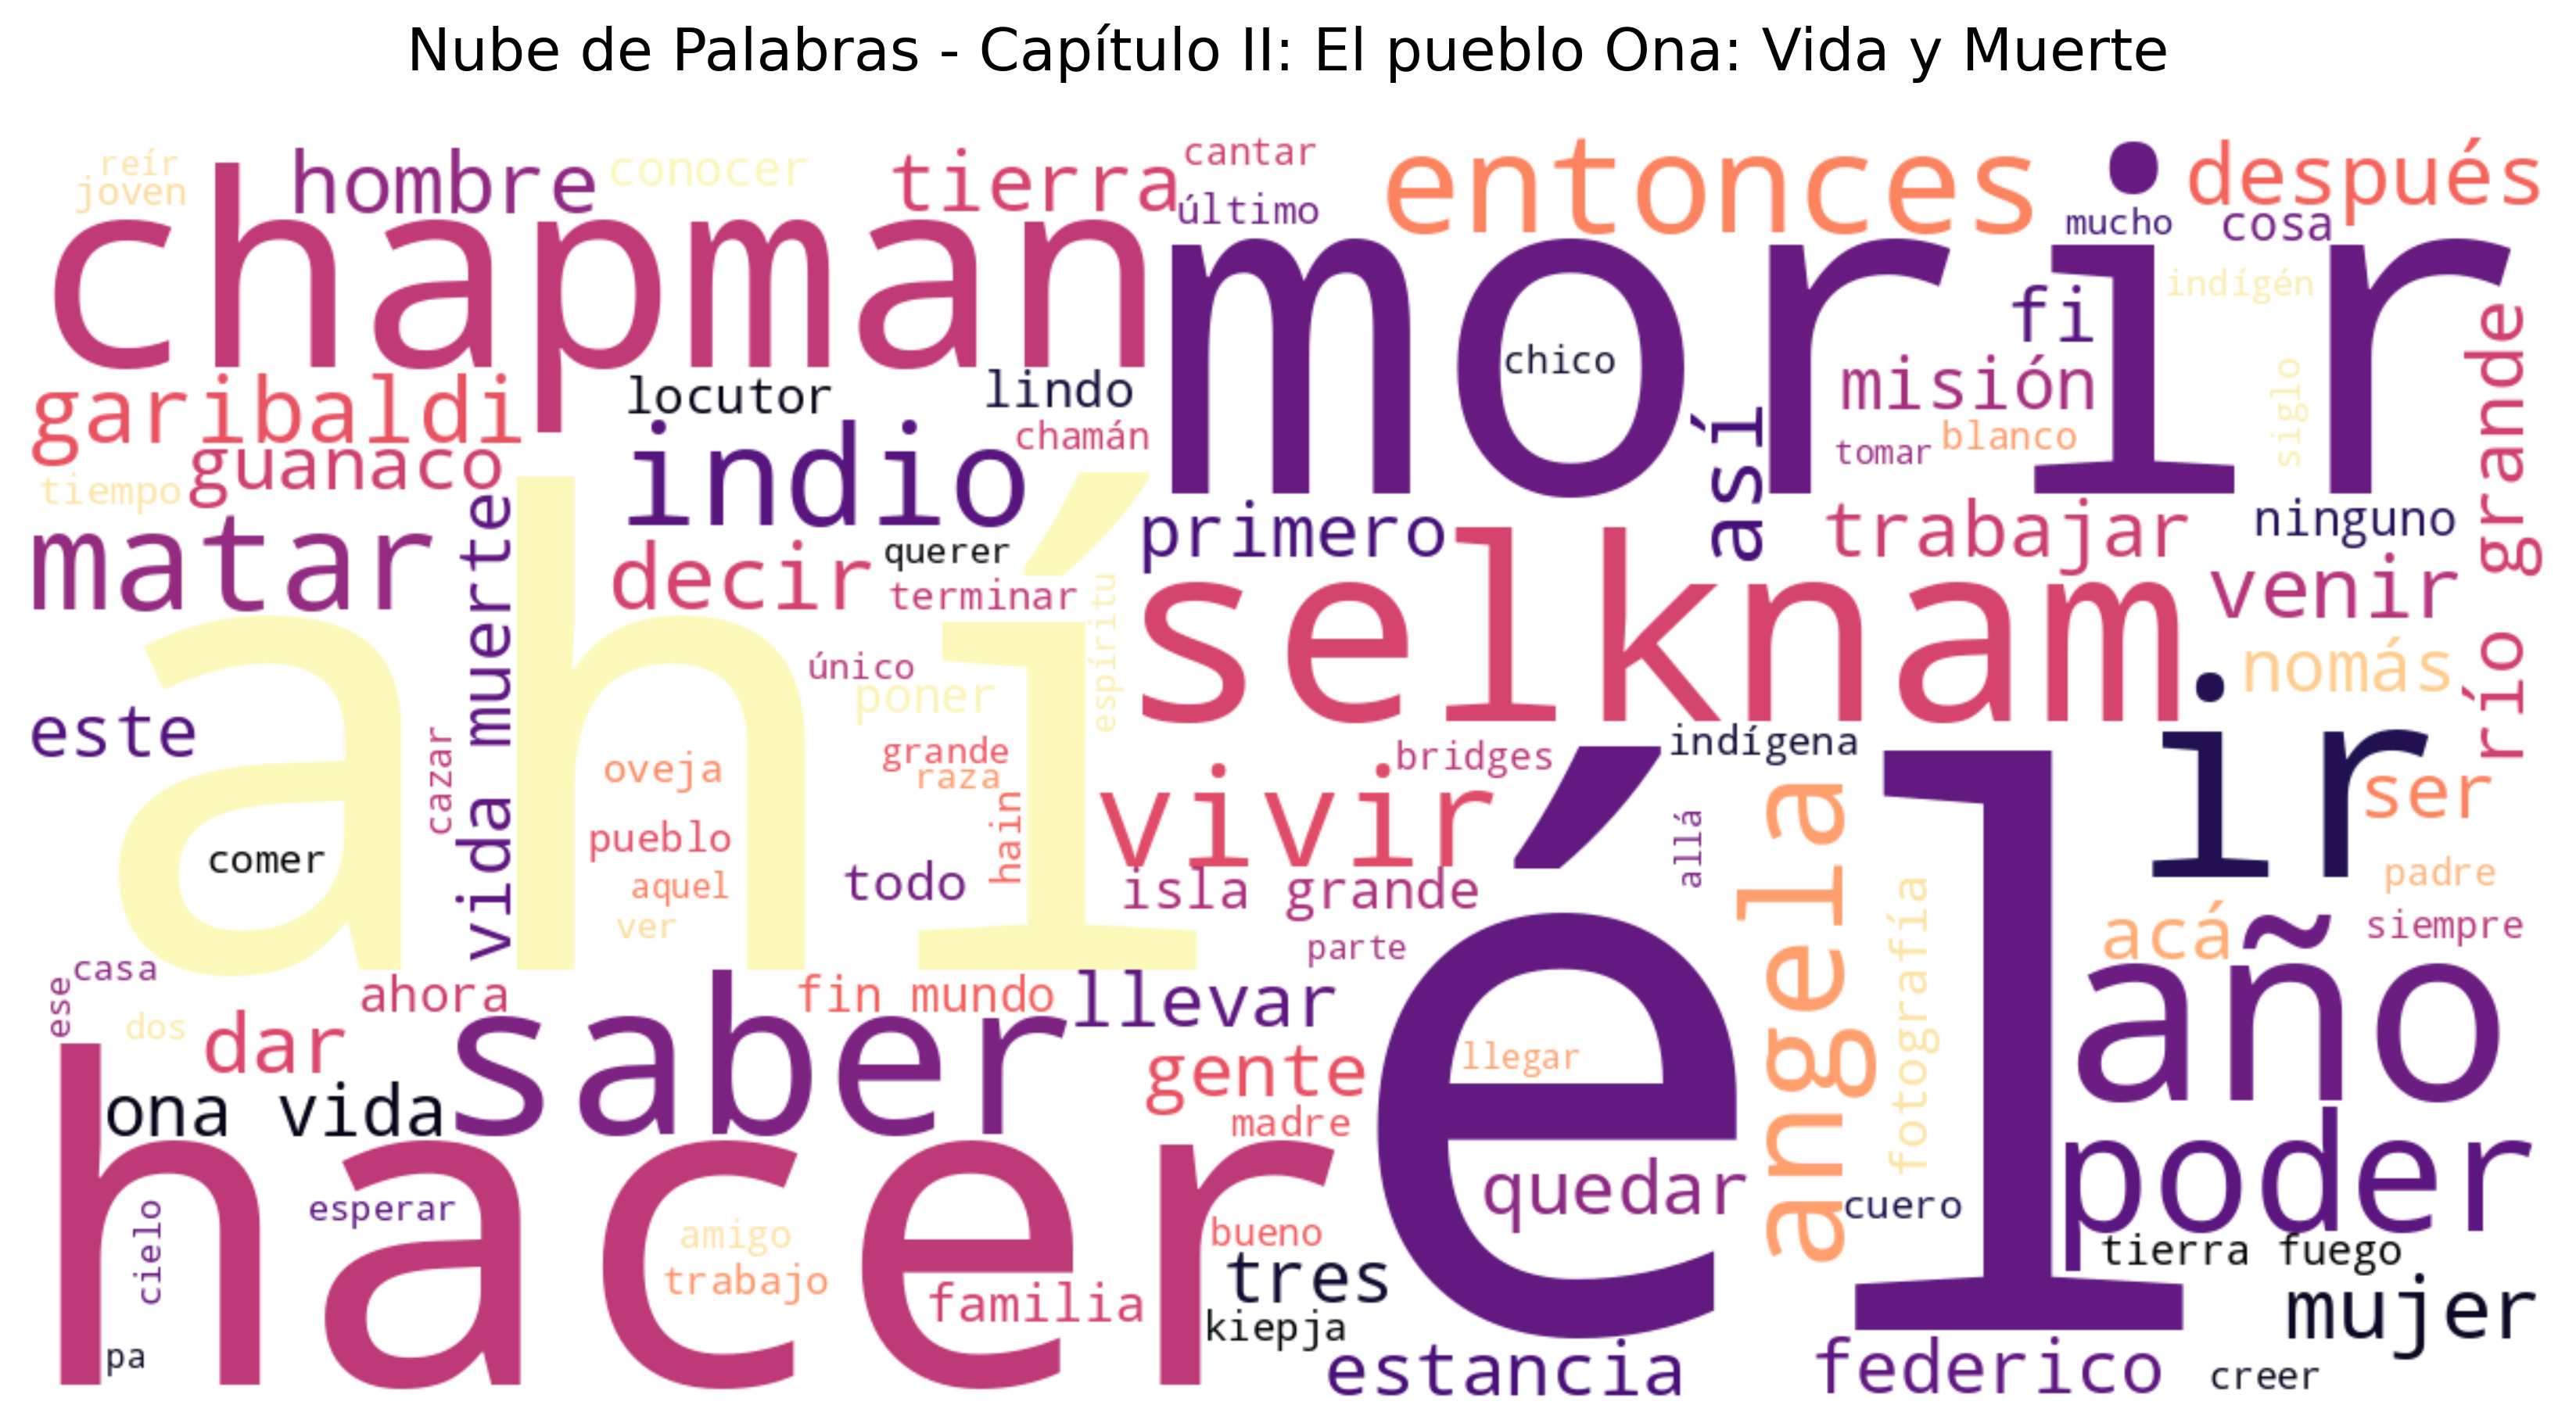 Nube de Palabras - Capítulo II: El pueblo Ona: Vida y Muerte
reír
joven
hombre
conocer
tierra
cantar
último
entonces
después
mucho
cosa
chapman
morir
indígén
fi
chico
misión
siglo
río grande
garibaldi
locutor
lindo
chamán
indio
guanaco
tiempo
así
tomar
blanco
matar
vida muerte
decir
querer
terminar
primero
trabajar
ninguno
venir
selknam
ahí
espíritu
único
poner
nomás
este
cazar
oveja
grande
raza
bridges
indígena
ir
ser
comer
pueblo
hain
vivir
allá
angela
aquel
todo
isla grande
padre
ver
parte
fotografía
acá
siempre
casa
ese
ahora
fin mundo
llevar
él
año
dos
dar
saber
gente
llegar
ona vida
madre
poder
hacer
quedar
cielo
esperar
amigo
bueno
cuero
trabajo
tres
tierra fuego
familia
kiepja
mujer
pa
estancia
federico
creer